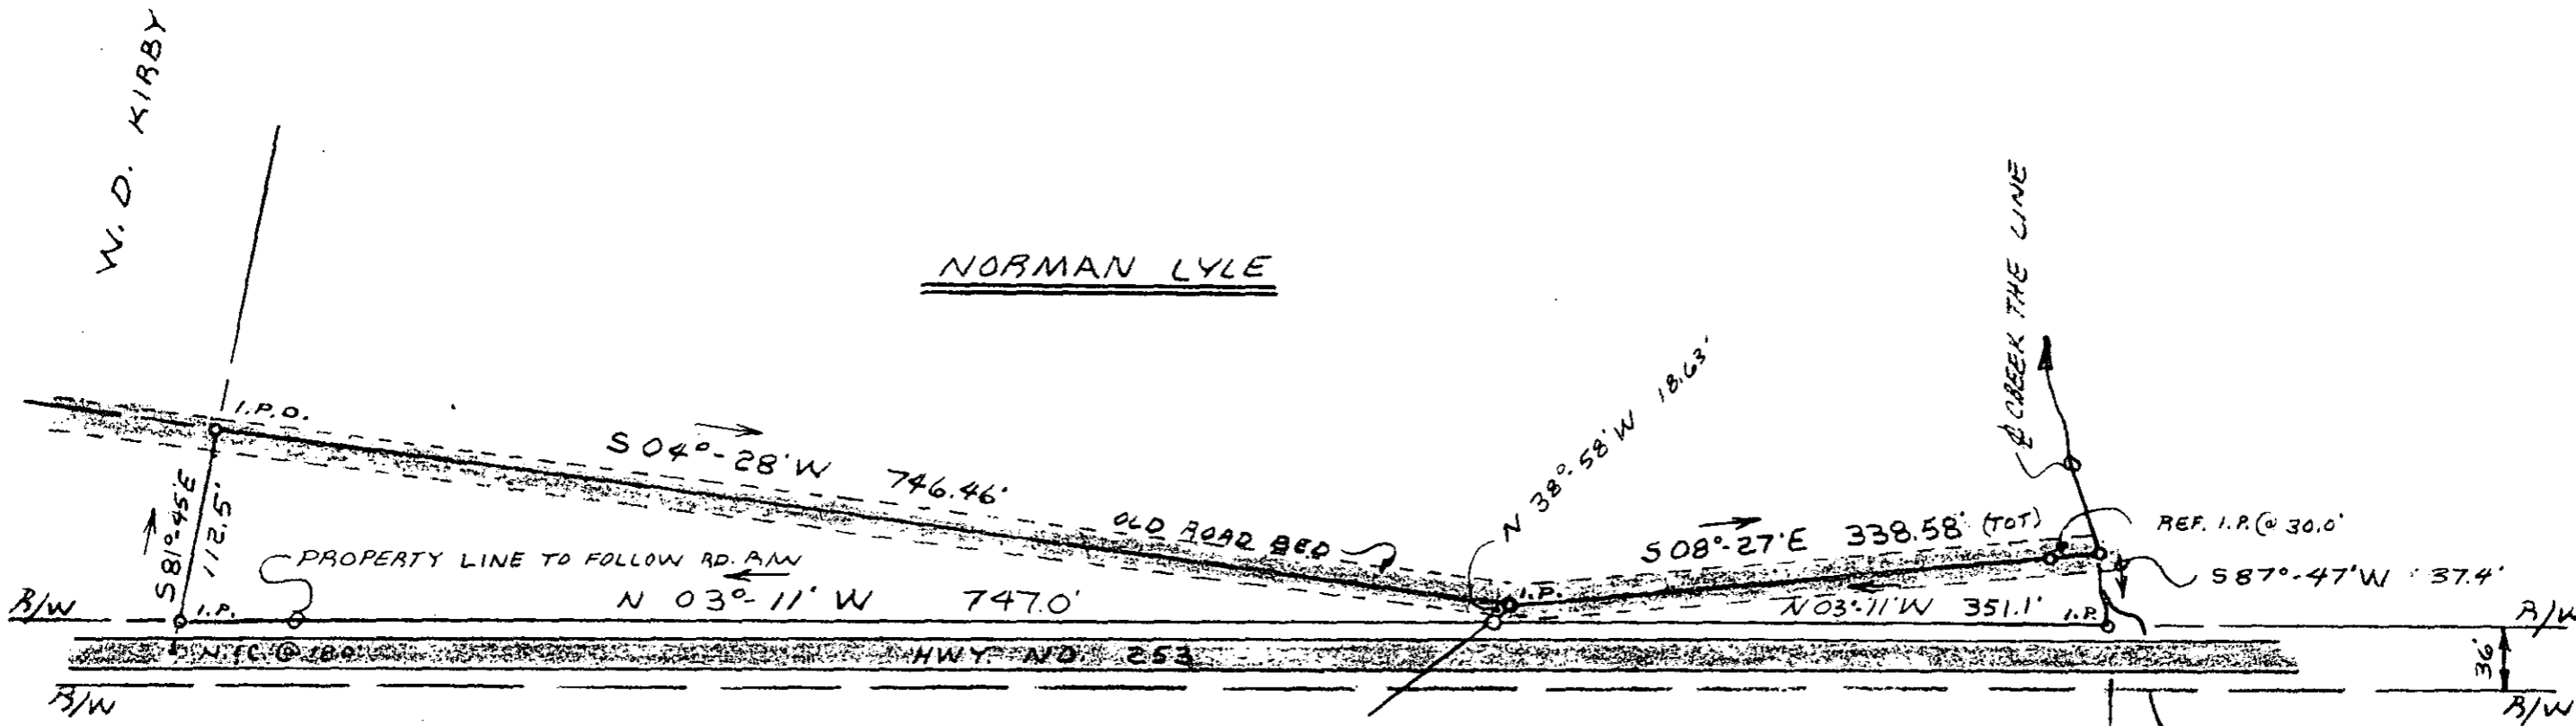 W. D. KIRBY
NORMAN LYLE
℄ CREEK THE LINE
I.P.O.
S 04°-28'W 746.46'
OLD ROAD BED
N 38°-58'W 18.63'
S 08°-27'E 338.58' (TOT)
REF. I.P. @ 30.0'
S 87°-47'W 37.4'
S 81°-45'E
112.5'
PROPERTY LINE TO FOLLOW RD. R/W
R/W
I.P.
N 03°-11' W 747.0'
I.P.
N 03°-11'W 351.1'
I.P.
R/W
N.&C. @ 18.0'
HWY. NO. 253
36'
R/W
R/W